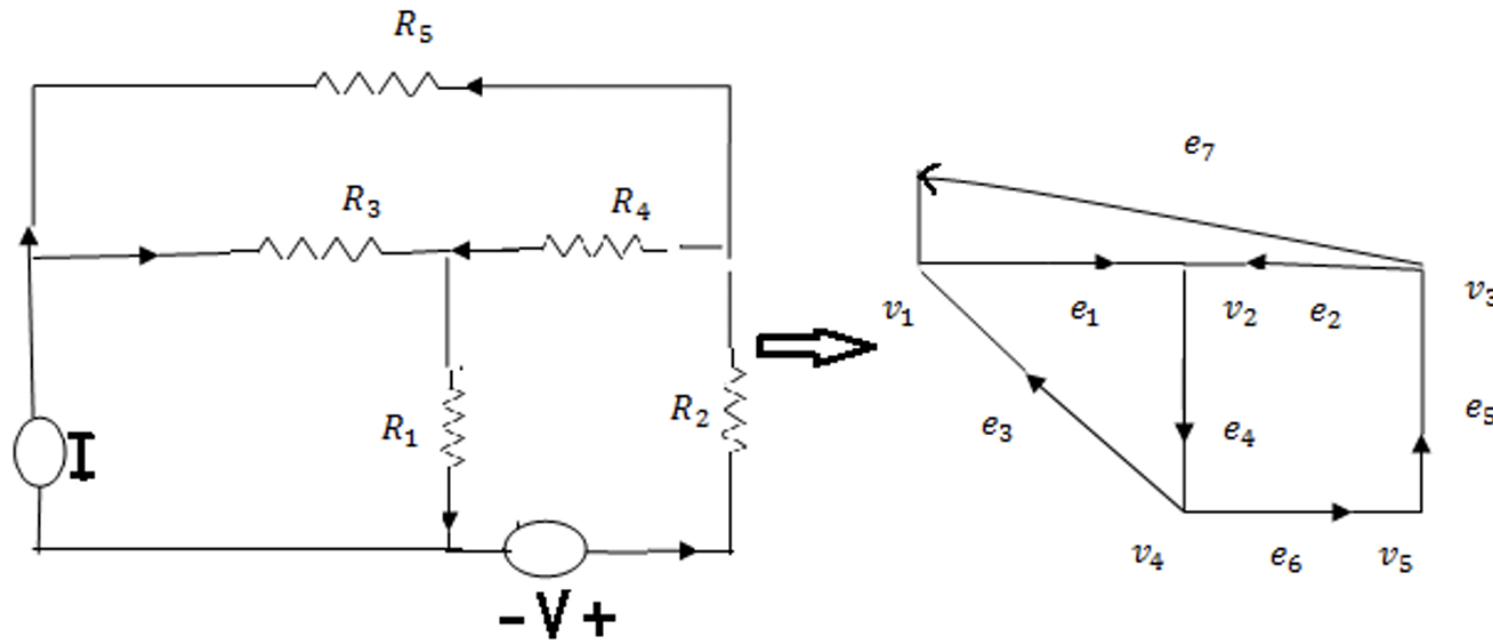 R₅
R₃
R₄
R₁
I
R₂
- V +
e₇
v₁
e₁
v₂
e₂
v₃
e₃
e₄
e₅
v₄
e₆
v₅